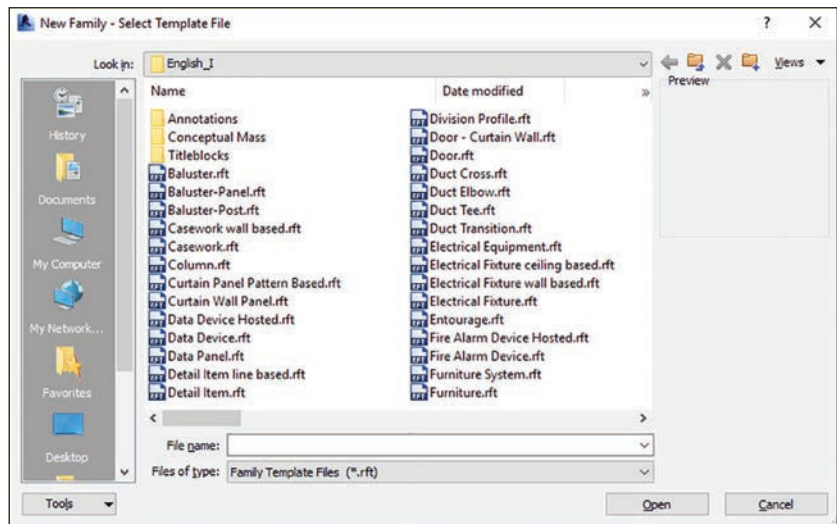 New Family - Select Template File
? X
Look in: English_I
Views
Preview
Name Date modified »
Annotations
Conceptual Mass
Titleblocks
Baluster.rft
Baluster-Panel.rft
Baluster-Post.rft
Casework wall based.rft
Casework.rft
Column.rft
Curtain Panel Pattern Based.rft
Curtain Wall Panel.rft
Data Device Hosted.rft
Data Device.rft
Data Panel.rft
Detail Item line based.rft
Detail Item.rft
Division Profile.rft
Door - Curtain Wall.rft
Door.rft
Duct Cross.rft
Duct Elbow.rft
Duct Tee.rft
Duct Transition.rft
Electrical Equipment.rft
Electrical Fixture ceiling based.rft
Electrical Fixture wall based.rft
Electrical Fixture.rft
Entourage.rft
Fire Alarm Device Hosted.rft
Fire Alarm Device.rft
Furniture System.rft
Furniture.rft
History
Documents
My Computer
My Network...
Favorites
Desktop
File name:
Files of type: Family Template Files (*.rft)
Tools
Open
Cancel